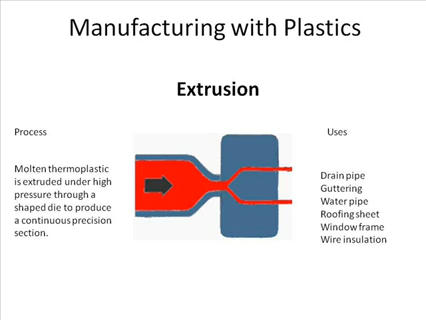 Manufacturing with Plastics
Extrusion
Process
Uses
Molten thermoplastic
is extruded under high
pressure through a
shaped die to produce
a continuous precision
section.
Drain pipe
Guttering
Water pipe
Roofing sheet
Window frame
Wire insulation